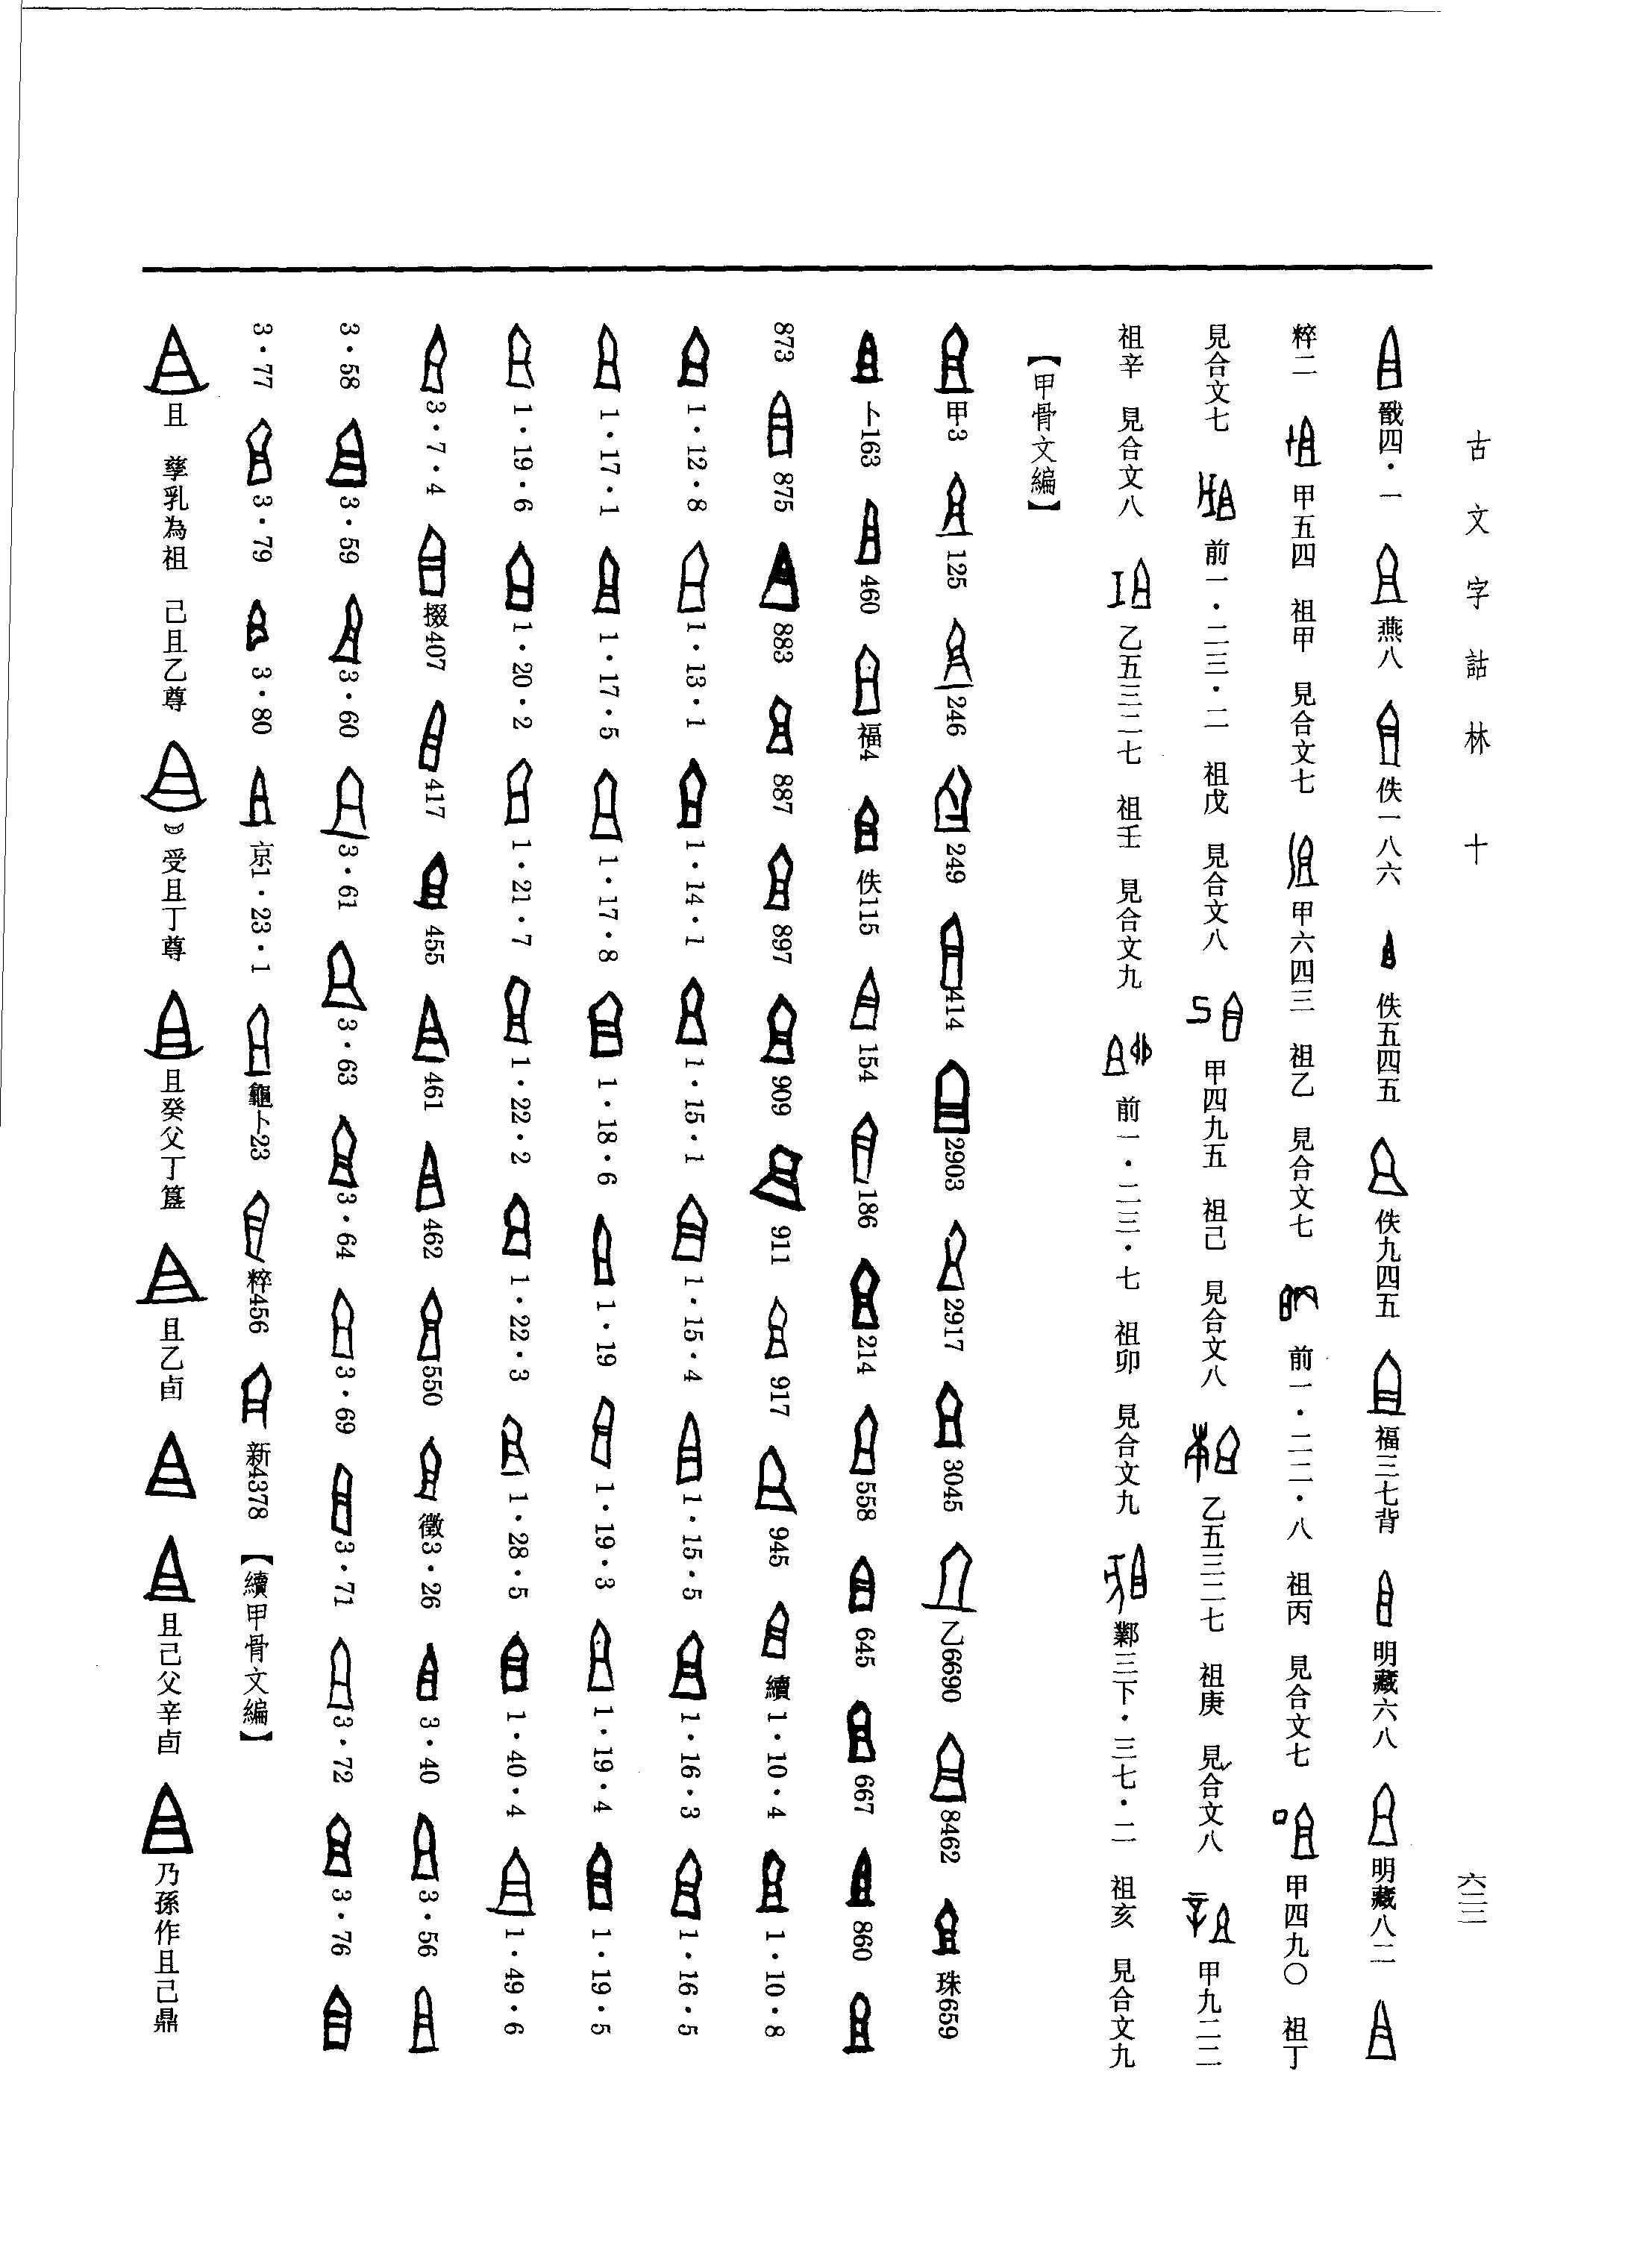 古文字詁林 十
六三二
戩四·一 燕八 佚一八六 佚五四五 佚九四五 福三七背 明藏六八 明藏八二
粹二 甲五四 祖甲 見合文七 甲六四三 祖乙 見合文七 前一·二二·八 祖丙 見合文七 甲四九〇 祖丁
見合文七 前一·二三·二 祖戊 見合文八 甲四九五 祖己 見合文八 乙五三二七 祖庚 見合文八 甲九二二
祖辛 見合文八 乙五三二七 祖壬 見合文九 前一·二三·七 祖卯 見合文九 鄴三下·三七·二 祖亥 見合文九
【甲骨文編】
甲3 125 246 249 414 2903 2917 3045 乙6690 8462 珠659
卜163 460 福4 佚115 154 186 214 558 645 667 860
873 875 883 887 897 909 911 917 945 續1·10·4 1·10·8
1·12·8 1·13·1 1·14·1 1·15·1 1·15·4 1·15·5 1·16·3 1·16·5
1·17·1 1·17·5 1·17·8 1·18·6 1·19 1·19·3 1·19·4 1·19·5
1·19·6 1·20·2 1·21·7 1·22·2 1·22·3 1·28·5 1·40·4 1·49·6
3·7·4 掇407 417 455 461 462 550 徵3·26 3·40 3·56
3·58 3·59 3·60 3·61 3·63 3·64 3·69 3·71 3·72 3·76
3·77 3·79 3·80 京1·23·1 龜卜23 粹456 新4378 【續甲骨文編】
且 孳乳為祖 己且乙尊 受且丁尊 且癸父丁簋 且乙卣 且己父辛卣 乃孫作且己鼎